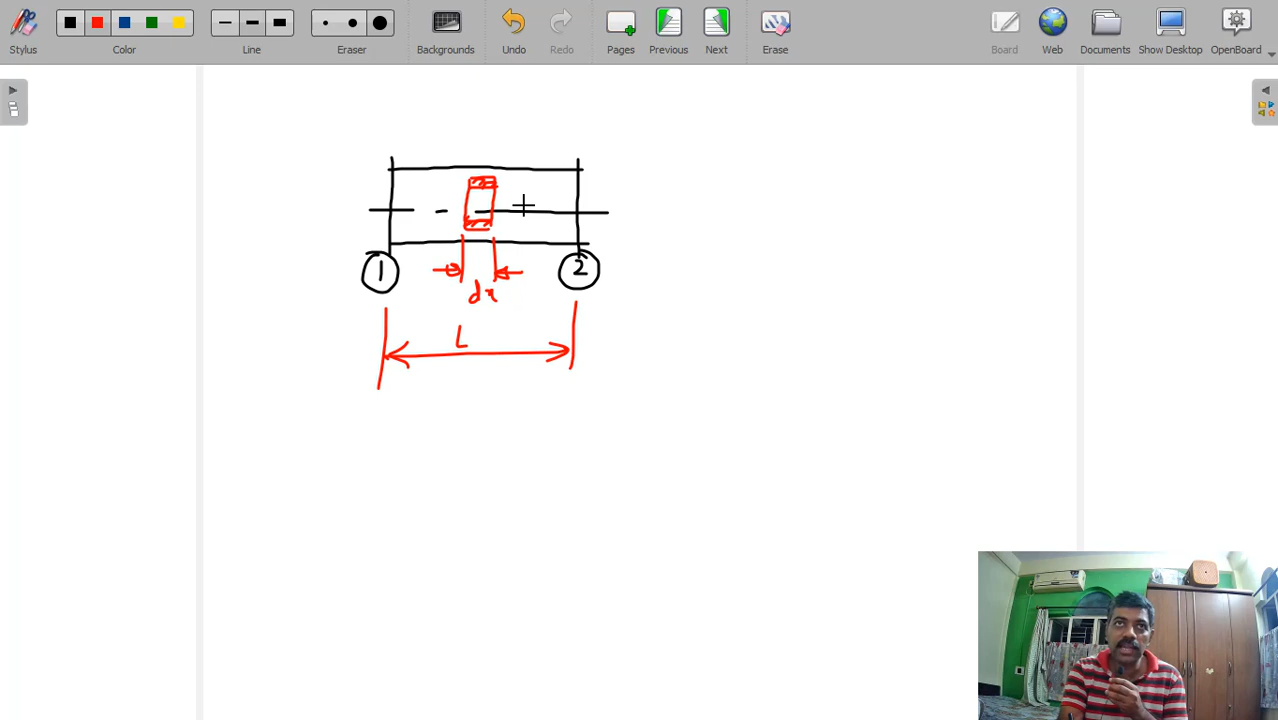 Stylus Color Line Eraser Backgrounds Undo Redo Pages Previous Next Erase Board Web Documents Show Desktop OpenBoard
1 2
dx
L